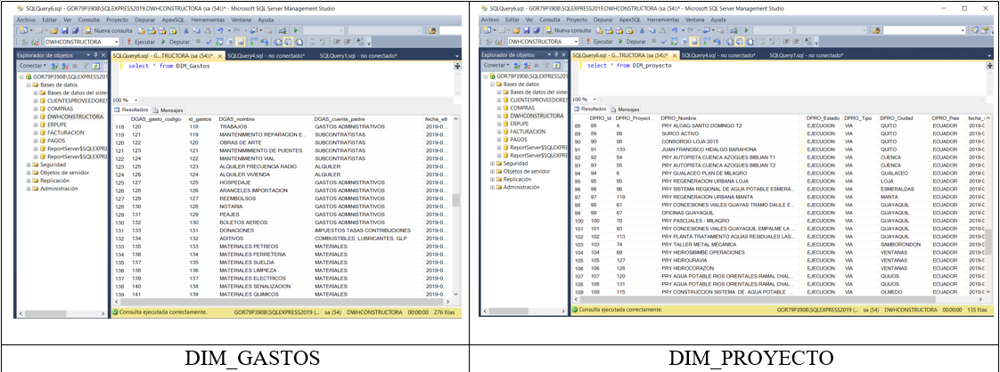 SQLQuery6.sql - GOR79P3908\SQLEXPRESS2019.DWHCONSTRUCTORA (sa (54))* - Microsoft SQL Server Management Studio
Archivo Editar Ver Consulta Proyecto Depurar ApexSQL Herramientas Ventana Ayuda
Nueva consulta
DWHCONSTRUCTORA Ejecutar Depurar
Explorador de objetos
SQLQuery6.sql - G...TRUCTORA (sa (54))* SQLQuery4.sql - no conectado* SQLQuery1.sql - no conectado*
Conectar
select * from DIM_Gastos
GOR79P3908\SQLEXPRESS2019
Bases de datos
Bases de datos del siste
CLIENTESPROVEEDORES
COMPRAS
DWHCONSTRUCTORA
ERPUPE
FACTURACION
PAGOS
ReportServer$SQLEXPRE
ReportServer$SQLEXPRE
Seguridad
Objetos de servidor
Replicación
Administración
100 %
Resultados Mensajes
DGAS_gasto_codigo id_gastos DGAS_nombre DGAS_cuenta_padre fecha_etl
118 120 118 TRABAJOS GASTOS ADMINISTRATIVOS 2019-0...
119 121 119 MANTENIMIENTO REPARACION E... SUBCONTRATISTAS 2019-0...
120 122 120 OBRAS DE ARTE SUBCONTRATISTAS 2019-0...
121 123 121 MANTENIMIENTO DE PUENTES SUBCONTRATISTAS 2019-0...
122 124 122 MANTENIMIENTO VIAL SUBCONTRATISTAS 2019-0...
123 125 123 ALQUILER FRECUENCIA RADIO ALQUILER 2019-0...
124 126 124 ALQUILER VIVENDA ALQUILER 2019-0...
125 127 125 HOSPEDAJE GASTOS ADMINISTRATIVOS 2019-0...
126 128 126 ARANCELES IMPORTACION GASTOS ADMINISTRATIVOS 2019-0...
127 129 127 REEMBOLSOS GASTOS ADMINISTRATIVOS 2019-0...
128 130 128 NOTARIA GASTOS ADMINISTRATIVOS 2019-0...
129 131 129 PEAJES GASTOS ADMINISTRATIVOS 2019-0...
130 132 130 BOLETOS AEREOS GASTOS ADMINISTRATIVOS 2019-0...
131 133 131 DONACIONES IMPUESTOS TASAS CONTRIBUCIONES 2019-0...
132 134 132 ADITIVOS COMBUSTIBLES, LUBRICANTES, GLP 2019-0...
133 135 133 MATERIALES PETREOS MATERIALES 2019-0...
134 136 134 MATERIALES FERRETERIA MATERIALES 2019-0...
135 137 135 MATERIALES SUELDA MATERIALES 2019-0...
136 138 136 MATERIALES LIMPIEZA MATERIALES 2019-0...
137 139 137 MATERIALES ELECTRICOS MATERIALES 2019-0...
138 140 138 MATERIALES SENALIZACION MATERIALES 2019-0...
139 141 139 MATERIALES QUIMICOS MATERIALES 2019-0...
Consulta ejecutada correctamente. GOR79P3908\SQLEXPRESS2019 (... sa (54) DWHCONSTRUCTORA 00:00:00 276 filas
DIM_GASTOS
SQLQuery6.sql - GOR79P3908\SQLEXPRESS2019.DWHCONSTRUCTORA (sa (54))* - Microsoft SQL Server Management Studio
Archivo Editar Ver Consulta Proyecto Depurar ApexSQL Herramientas Ventana Ayuda
Nueva consulta
DWHCONSTRUCTORA Ejecutar Depurar
Explorador de objetos
SQLQuery6.sql - G...TRUCTORA (sa (54))* SQLQuery4.sql - no conectado* SQLQuery1.sql - no conectado*
Conectar
select * from DIM_proyecto
GOR79P3908\SQLEXPRESS2019
Bases de datos
Bases de datos del siste
CLIENTESPROVEEDORES
COMPRAS
DWHCONSTRUCTORA
ERPUPE
FACTURACION
PAGOS
ReportServer$SQLEXPRE
ReportServer$SQLEXPRE
Seguridad
Objetos de servidor
Replicación
Administración
100 %
Resultados Mensajes
DPRO_Id DPRO_Proyect... DPRO_Nombre DPRO_Estado DPRO_Tipo DPRO_Ciudad DPRO_Pais fecha_
88 88 4 PRY ALOAG SANTO DOMINGO T2 EJECUCION VIA QUITO ECUADOR 2019-0
89 89 86 SURCO ACTIVO EJECUCION VIA QUITO ECUADOR 2019-0
90 90 98 CONSORCIO LOJA 2015 EJECUCION VIA QUITO ECUADOR 2019-0
91 91 133 JUAN FRANCISCO HIDALGO BARAHONA EJECUCION VIA QUITO ECUADOR 2019-0
92 92 54 PRY AUTOPISTA CUENCA AZOGUES BIBLIAN T1 EJECUCION VIA CUENCA ECUADOR 2019-0
93 93 55 PRY AUTOPISTA CUENCA AZOGUES BIBLIAN T2 EJECUCION VIA CUENCA ECUADOR 2019-0
94 94 6 PRY GUALACEO PLAN DE MILAGRO EJECUCION VIA GUALACEO ECUADOR 2019-0
95 95 95 PRY REGENERACION URBANA LOJA EJECUCION VIA LOJA ECUADOR 2019-0
96 96 96 PRY SISTEMA REGIONAL DE AGUA POTABLE ESMERA... EJECUCION VIA ESMERALDAS ECUADOR 2019-0
97 97 119 PRY REGENERACION URBANA MANTA EJECUCION VIA MANTA ECUADOR 2019-0
98 98 61 PRY CONCESIONES VIALES GUAYAS TRAMO DAULE E... EJECUCION VIA GUAYAQUIL ECUADOR 2019-0
99 99 67 OFICINAS GUAYAQUIL EJECUCION VIA GUAYAQUIL ECUADOR 2019-0
100 100 70 PRY PASCUALES - MILAGRO EJECUCION VIA GUAYAQUIL ECUADOR 2019-0
101 101 93 PRY CONCESIONES VIALES GUAYAQUIL EMPALME LA ... EJECUCION VIA GUAYAQUIL ECUADOR 2019-0
102 102 113 PRY PLANTA TRATAMIENTO AGUAS RESIDUALES LAS... EJECUCION VIA GUAYAQUIL ECUADOR 2019-0
103 103 74 PRY TALLER METAL MECANICA EJECUCION VIA SAMBORONDON ECUADOR 2019-0
104 104 69 PRY HIDROSIBIMBE OPERACIONES EJECUCION VIA VENTANAS ECUADOR 2019-0
105 105 127 PRY HIDROURAVIA EJECUCION VIA VENTANAS ECUADOR 2019-0
106 106 128 PRY HIDROCORAZON EJECUCION VIA VENTANAS ECUADOR 2019-0
107 107 120 PRY AGUA POTABLE RIOS ORIENTALES RAMAL CHAL... EJECUCION VIA QUIJOS ECUADOR 2019-0
108 108 131 PRY AGUA POTABLE RIOS ORIENTALES RAMAL CHAL... EJECUCION VIA QUIJOS ECUADOR 2019-0
109 109 115 PRY CONSTRUCCION SISTEMA DE AGUA POTABLE ... EJECUCION VIA OLMEDO ECUADOR 2019-0
Consulta ejecutada correctamente. GOR79P3908\SQLEXPRESS2019 (... sa (54) DWHCONSTRUCTORA 00:00:00 135 filas
DIM_PROYECTO